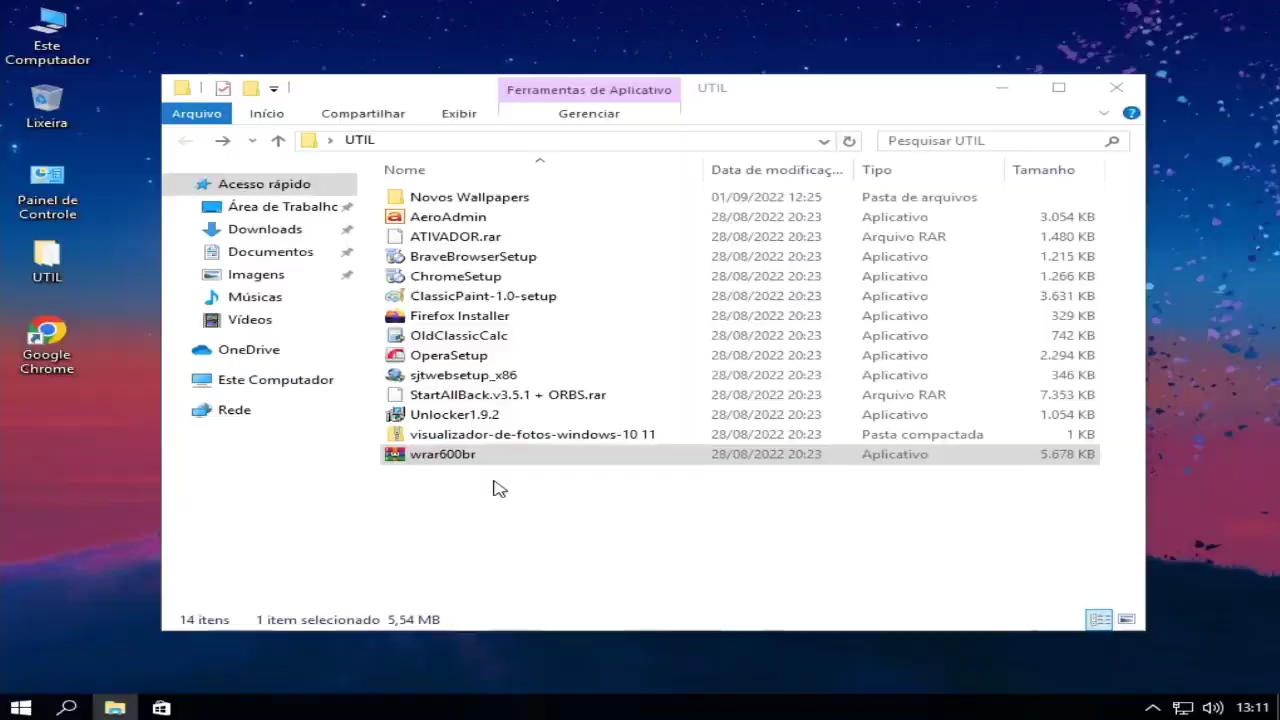 Este
Computador
Lixeira
Painel de
Controle
UTIL
Google
Chrome
Ferramentas de Aplicativo
UTIL
Arquivo
Início
Compartilhar
Exibir
Gerenciar
UTIL
Pesquisar UTIL
Acesso rápido
Área de Trabalhc
Downloads
Documentos
Imagens
Músicas
Vídeos
OneDrive
Este Computador
Rede
Nome Data de modificaç... Tipo Tamanho
Novos Wallpapers 01/09/2022 12:25 Pasta de arquivos
AeroAdmin 28/08/2022 20:23 Aplicativo 3.054 KB
ATIVADOR.rar 28/08/2022 20:23 Arquivo RAR 1.480 KB
BraveBrowserSetup 28/08/2022 20:23 Aplicativo 1.215 KB
ChromeSetup 28/08/2022 20:23 Aplicativo 1.266 KB
ClassicPaint-1.0-setup 28/08/2022 20:23 Aplicativo 3.631 KB
Firefox Installer 28/08/2022 20:23 Aplicativo 329 KB
OldClassicCalc 28/08/2022 20:23 Aplicativo 742 KB
OperaSetup 28/08/2022 20:23 Aplicativo 2.294 KB
sjtwebsetup_x86 28/08/2022 20:23 Aplicativo 346 KB
StartAllBack.v3.5.1 + ORBS.rar 28/08/2022 20:23 Arquivo RAR 7.353 KB
Unlocker1.9.2 28/08/2022 20:23 Aplicativo 1.054 KB
visualizador-de-fotos-windows-10 11 28/08/2022 20:23 Pasta compactada 1 KB
wrar600br 28/08/2022 20:23 Aplicativo 5.678 KB
14 itens 1 item selecionado 5,54 MB
13:11